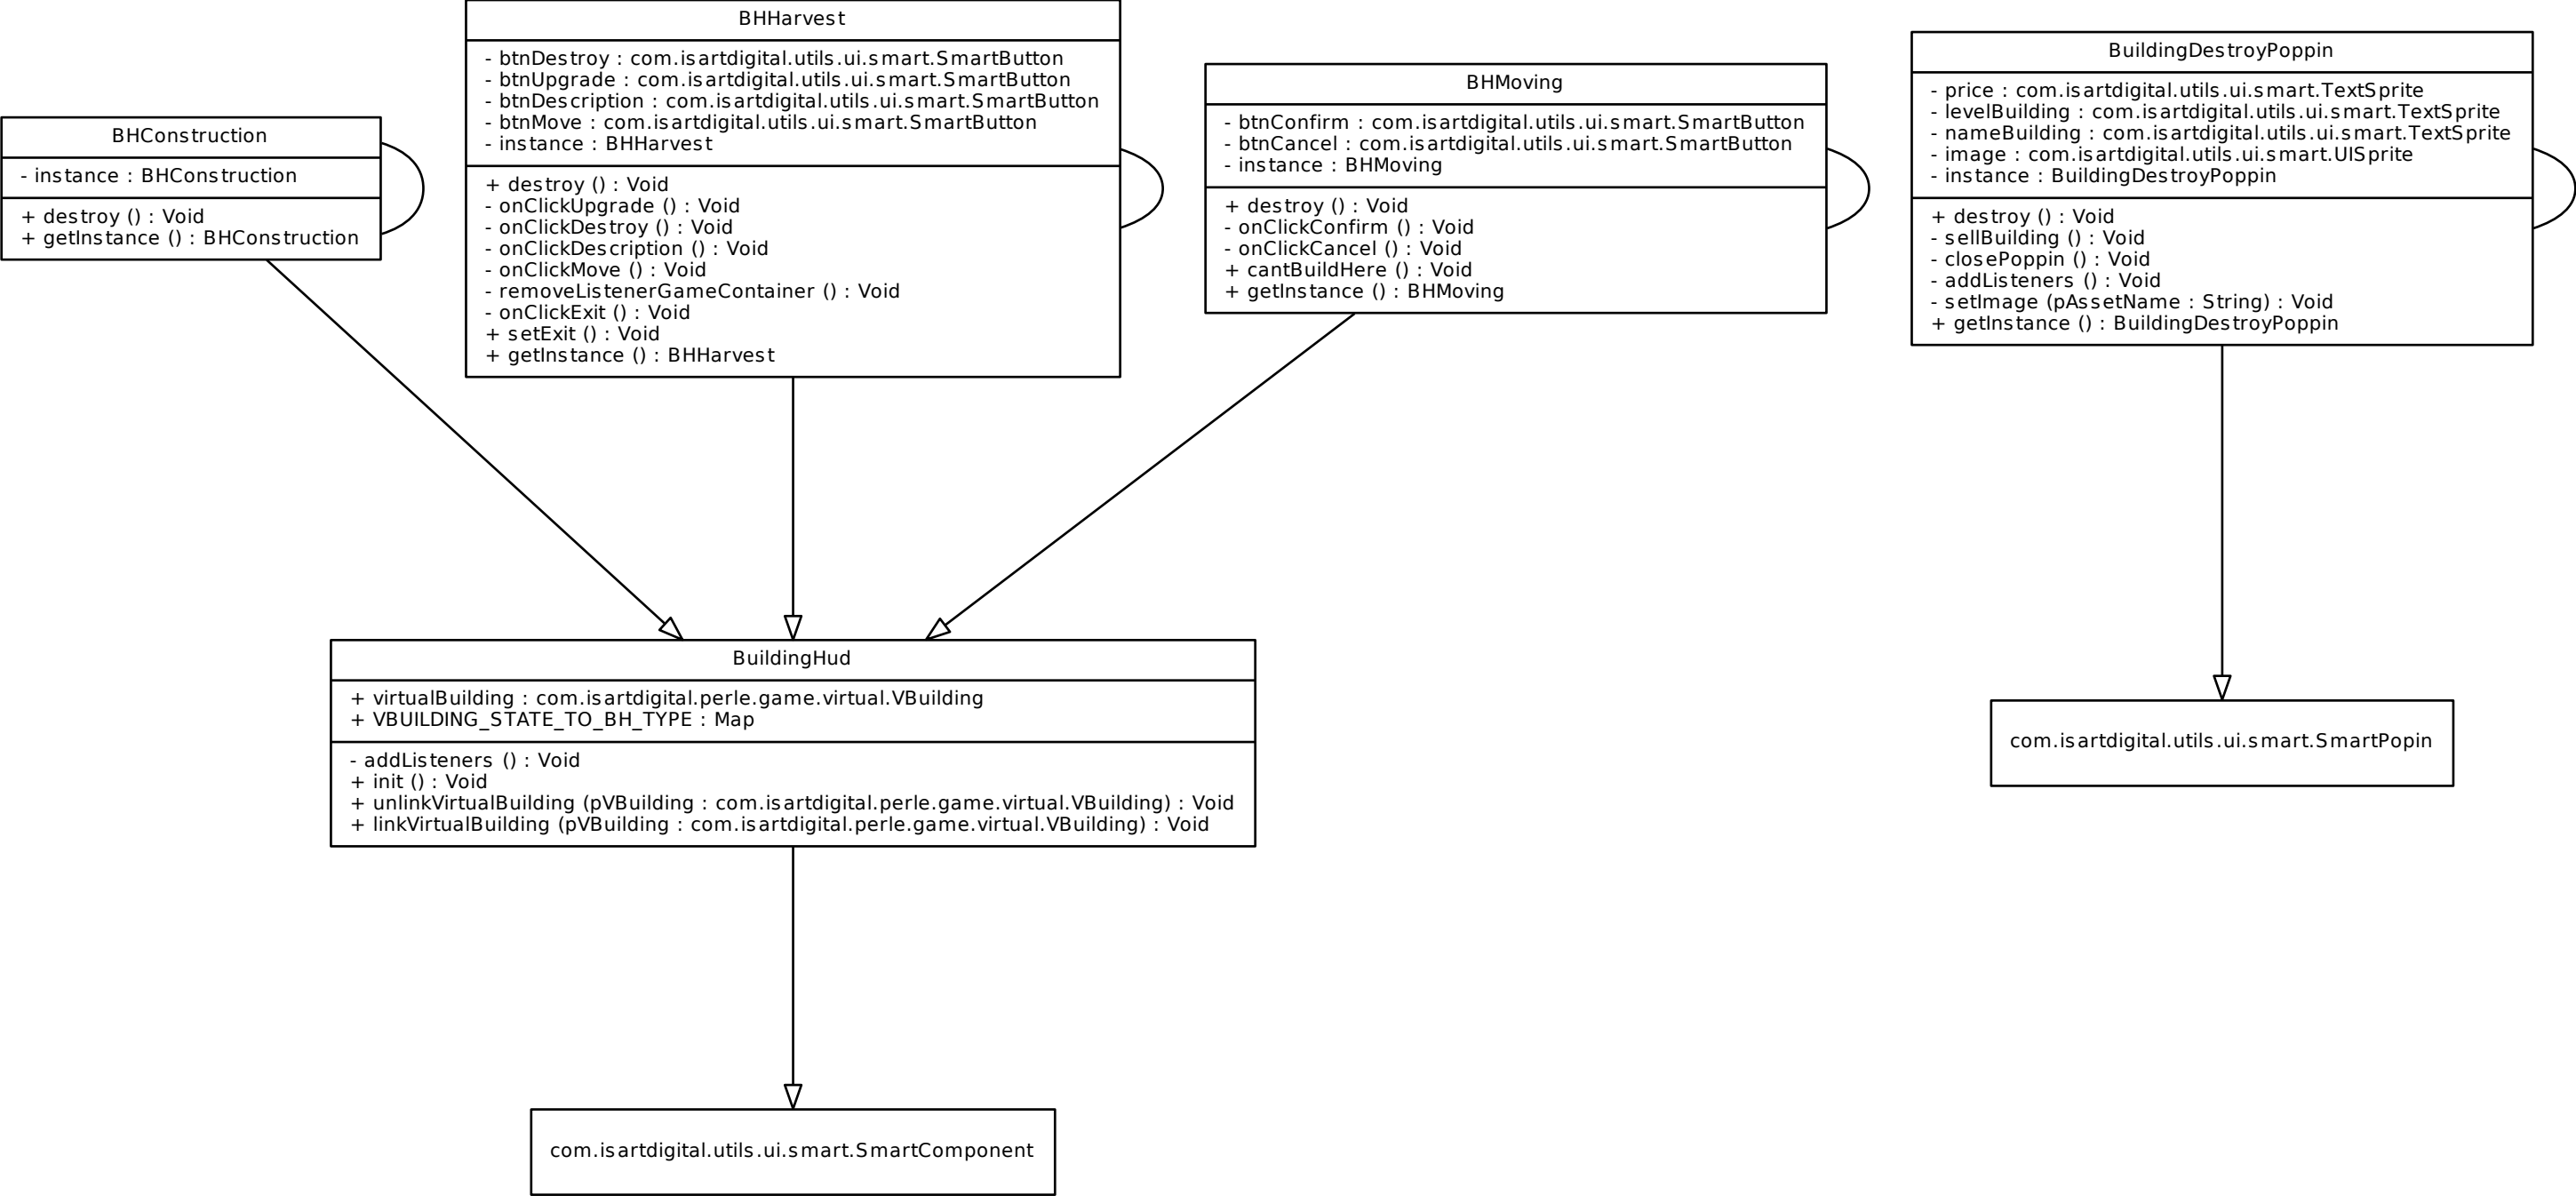 BHHarvest
- btnDestroy : com.isartdigital.utils.ui.smart.SmartButton
- btnUpgrade : com.isartdigital.utils.ui.smart.SmartButton
- btnDescription : com.isartdigital.utils.ui.smart.SmartButton
- btnMove : com.isartdigital.utils.ui.smart.SmartButton
- instance : BHHarvest
+ destroy () : Void
- onClickUpgrade () : Void
- onClickDestroy () : Void
- onClickDescription () : Void
- onClickMove () : Void
- removeListenerGameContainer () : Void
- onClickExit () : Void
+ setExit () : Void
+ getInstance () : BHHarvest
BuildingDestroyPoppin
- price : com.isartdigital.utils.ui.smart.TextSprite
- levelBuilding : com.isartdigital.utils.ui.smart.TextSprite
- nameBuilding : com.isartdigital.utils.ui.smart.TextSprite
- image : com.isartdigital.utils.ui.smart.UISprite
- instance : BuildingDestroyPoppin
+ destroy () : Void
- sellBuilding () : Void
- closePoppin () : Void
- addListeners () : Void
- setImage (pAssetName : String) : Void
+ getInstance () : BuildingDestroyPoppin
BHMoving
- btnConfirm : com.isartdigital.utils.ui.smart.SmartButton
- btnCancel : com.isartdigital.utils.ui.smart.SmartButton
- instance : BHMoving
+ destroy () : Void
- onClickConfirm () : Void
- onClickCancel () : Void
+ cantBuildHere () : Void
+ getInstance () : BHMoving
BHConstruction
- instance : BHConstruction
+ destroy () : Void
+ getInstance () : BHConstruction
BuildingHud
+ virtualBuilding : com.isartdigital.perle.game.virtual.VBuilding
+ VBUILDING_STATE_TO_BH_TYPE : Map
- addListeners () : Void
+ init () : Void
+ unlinkVirtualBuilding (pVBuilding : com.isartdigital.perle.game.virtual.VBuilding) : Void
+ linkVirtualBuilding (pVBuilding : com.isartdigital.perle.game.virtual.VBuilding) : Void
com.isartdigital.utils.ui.smart.SmartPopin
com.isartdigital.utils.ui.smart.SmartComponent